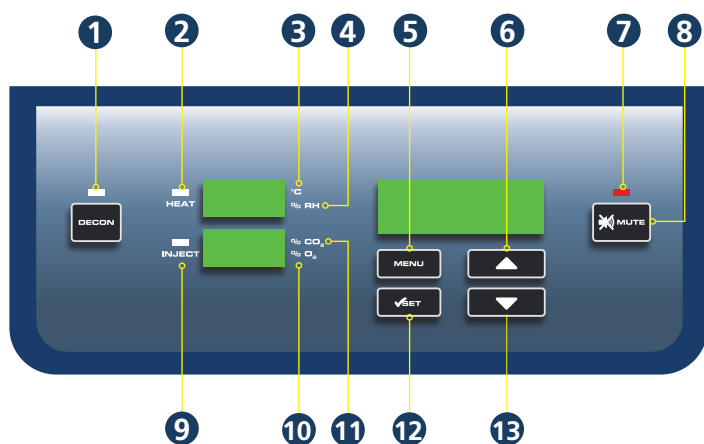 1 2 3 4 5 6 7 8
°C
HEAT % RH
DECON MUTE
% CO₂
INJECT % O₂ MENU
✓SET
9 10 11 12 13